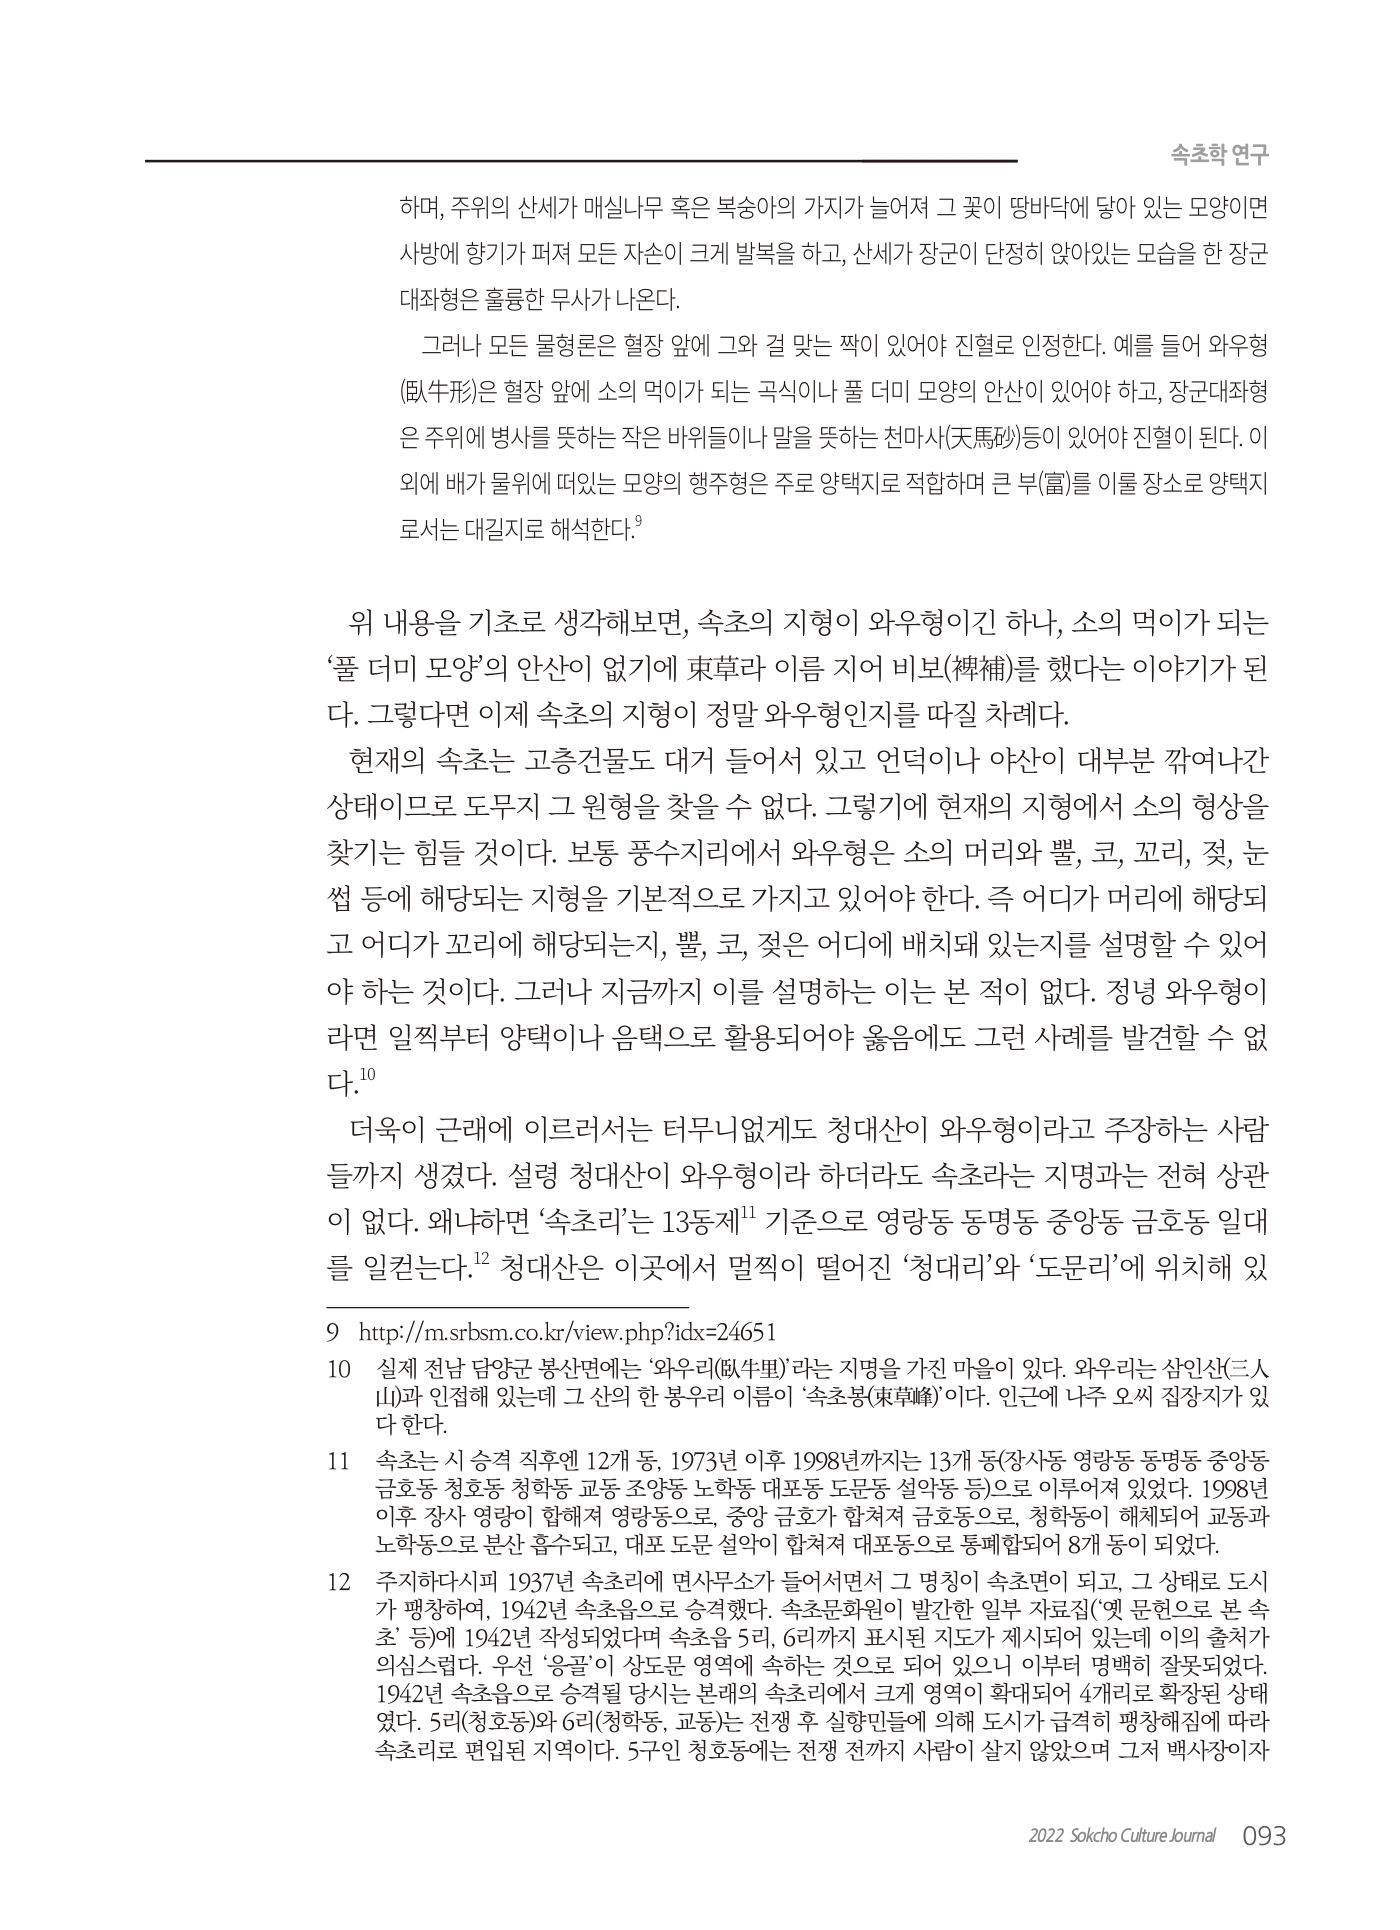 속초학 연구
하며, 주위의 산세가 매실나무 혹은 복숭아의 가지가 늘어져 그 꽃이 땅바닥에 닿아 있는 모양이면
사방에 향기가 퍼져 모든 자손이 크게 발복을 하고, 산세가 장군이 단정히 앉아있는 모습을 한 장군
대좌형은 훌륭한 무사가 나온다.
그러나 모든 물형론은 혈장 앞에 그와 걸 맞는 짝이 있어야 진혈로 인정한다. 예를 들어 와우형
(臥牛形)은 혈장 앞에 소의 먹이가 되는 곡식이나 풀 더미 모양의 안산이 있어야 하고, 장군대좌형
은 주위에 병사를 뜻하는 작은 바위들이나 말을 뜻하는 천마사(天馬砂)등이 있어야 진혈이 된다. 이
외에 배가 물위에 떠있는 모양의 행주형은 주로 양택지로 적합하며 큰 부(富)를 이룰 장소로 양택지
로서는 대길지로 해석한다.9
위 내용을 기초로 생각해보면, 속초의 지형이 와우형이긴 하나, 소의 먹이가 되는
‘풀 더미 모양’의 안산이 없기에 束草라 이름 지어 비보(裨補)를 했다는 이야기가 된
다. 그렇다면 이제 속초의 지형이 정말 와우형인지를 따질 차례다.
현재의 속초는 고층건물도 대거 들어서 있고 언덕이나 야산이 대부분 깎여나간
상태이므로 도무지 그 원형을 찾을 수 없다. 그렇기에 현재의 지형에서 소의 형상을
찾기는 힘들 것이다. 보통 풍수지리에서 와우형은 소의 머리와 뿔, 코, 꼬리, 젖, 눈
썹 등에 해당되는 지형을 기본적으로 가지고 있어야 한다. 즉 어디가 머리에 해당되
고 어디가 꼬리에 해당되는지, 뿔, 코, 젖은 어디에 배치돼 있는지를 설명할 수 있어
야 하는 것이다. 그러나 지금까지 이를 설명하는 이는 본 적이 없다. 정녕 와우형이
라면 일찍부터 양택이나 음택으로 활용되어야 옳음에도 그런 사례를 발견할 수 없
다.10
더욱이 근래에 이르러서는 터무니없게도 청대산이 와우형이라고 주장하는 사람
들까지 생겼다. 설령 청대산이 와우형이라 하더라도 속초라는 지명과는 전혀 상관
이 없다. 왜냐하면 ‘속초리’는 13동제11 기준으로 영랑동 동명동 중앙동 금호동 일대
를 일컫는다.12 청대산은 이곳에서 멀찍이 떨어진 ‘청대리’와 ‘도문리’에 위치해 있
9 http://m.srbsm.co.kr/view.php?idx=24651
10 실제 전남 담양군 봉산면에는 ‘와우리(臥牛里)’라는 지명을 가진 마을이 있다. 와우리는 삼인산(三人
山)과 인접해 있는데 그 산의 한 봉우리 이름이 ‘속초봉(束草峰)’이다. 인근에 나주 오씨 집장지가 있
다 한다.
11 속초는 시 승격 직후엔 12개 동, 1973년 이후 1998년까지는 13개 동(장사동 영랑동 동명동 중앙동
금호동 청호동 청학동 교동 조양동 노학동 대포동 도문동 설악동 등)으로 이루어져 있었다. 1998년
이후 장사 영랑이 합해져 영랑동으로, 중앙 금호가 합쳐져 금호동으로, 청학동이 해체되어 교동과
노학동으로 분산 흡수되고, 대포 도문 설악이 합쳐져 대포동으로 통폐합되어 8개 동이 되었다.
12 주지하다시피 1937년 속초리에 면사무소가 들어서면서 그 명칭이 속초면이 되고, 그 상태로 도시
가 팽창하여, 1942년 속초읍으로 승격했다. 속초문화원이 발간한 일부 자료집(‘옛 문헌으로 본 속
초’ 등)에 1942년 작성되었다며 속초읍 5리, 6리까지 표시된 지도가 제시되어 있는데 이의 출처가
의심스럽다. 우선 ‘응골’이 상도문 영역에 속하는 것으로 되어 있으니 이부터 명백히 잘못되었다.
1942년 속초읍으로 승격될 당시는 본래의 속초리에서 크게 영역이 확대되어 4개리로 확장된 상태
였다. 5리(청호동)와 6리(청학동, 교동)는 전쟁 후 실향민들에 의해 도시가 급격히 팽창해짐에 따라
속초리로 편입된 지역이다. 5구인 청호동에는 전쟁 전까지 사람이 살지 않았으며 그저 백사장이자
2022 Sokcho Culture Journal 093